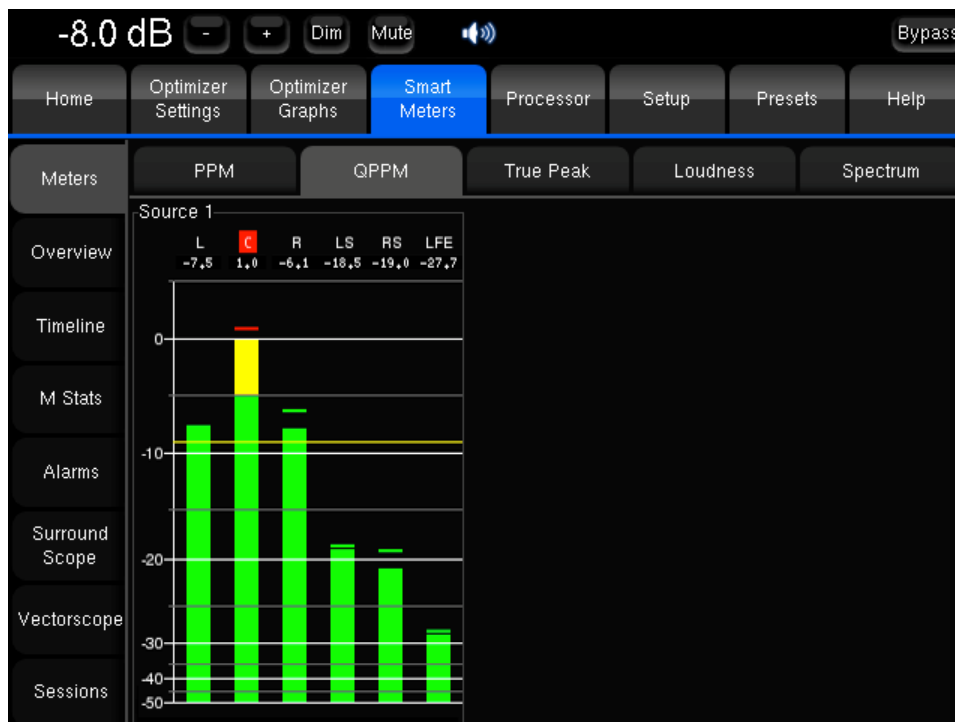 -8.0 dB - + Dim Mute Bypass
Home Optimizer Settings Optimizer Graphs Smart Meters Processor Setup Presets Help
Meters PPM QPPM True Peak Loudness Spectrum
Source 1
Overview
L C R LS RS LFE
-7.5 1.0 -6.1 -18.5 -19.0 -27.7
Timeline
0
M Stats
-10
Alarms
Surround
Scope
-20
Vectorscope
-30
-40
Sessions
-50